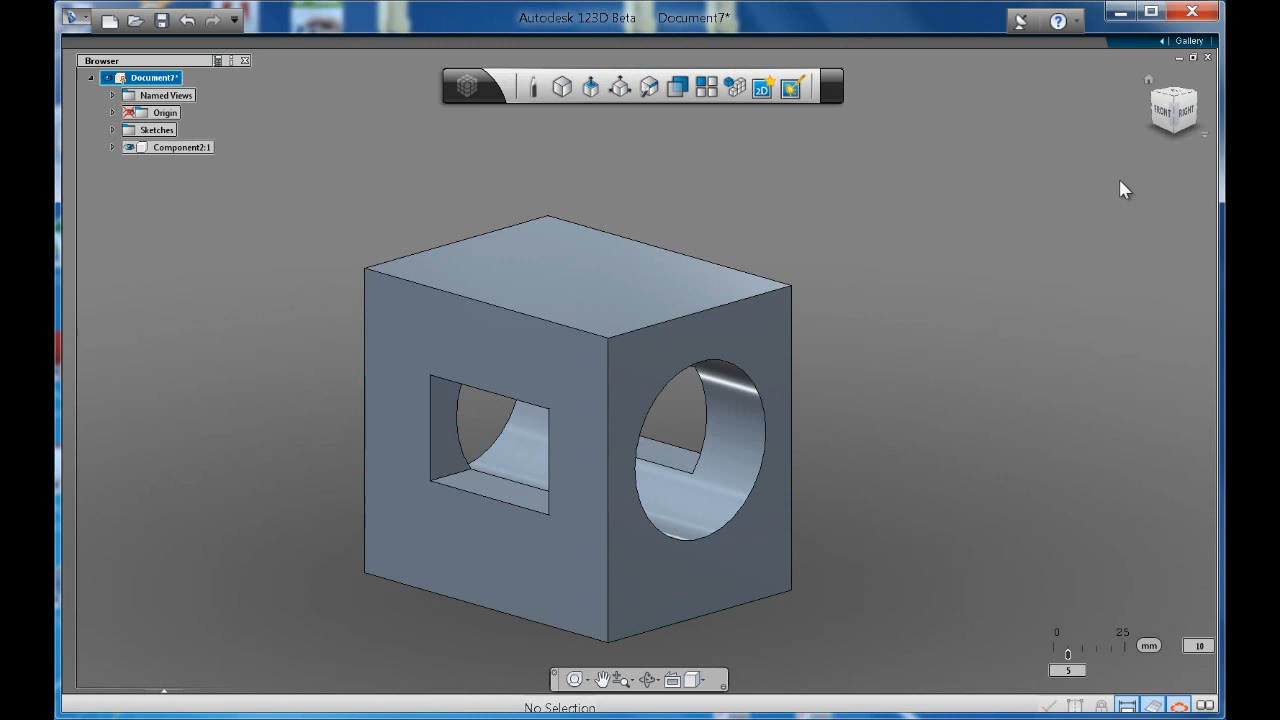 Autodesk 123D Beta Document7*
Gallery
Browser
Document7*
Named Views
Origin
Sketches
Component2:1
2D
FRONT
RIGHT
0 25
mm
10
5
No Selection